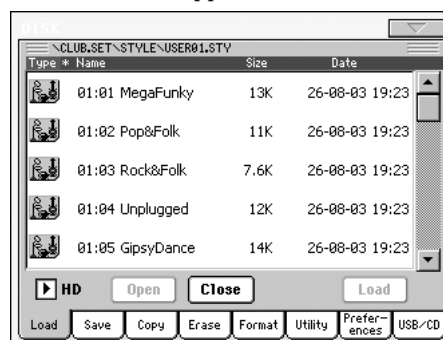 DISK
\CLUB.SET\STYLE\USER01.STY
Type * Name Size Date
01:01 MegaFunky 13K 26-08-03 19:23
01:02 Pop&Folk 11K 26-08-03 19:23
01:03 Rock&Folk 7.6K 26-08-03 19:23
01:04 Unplugged 12K 26-08-03 19:23
01:05 GipsyDance 14K 26-08-03 19:23
HD Open Close Load
Load Save Copy Erase Format Utility Prefer-
ences USB/CD